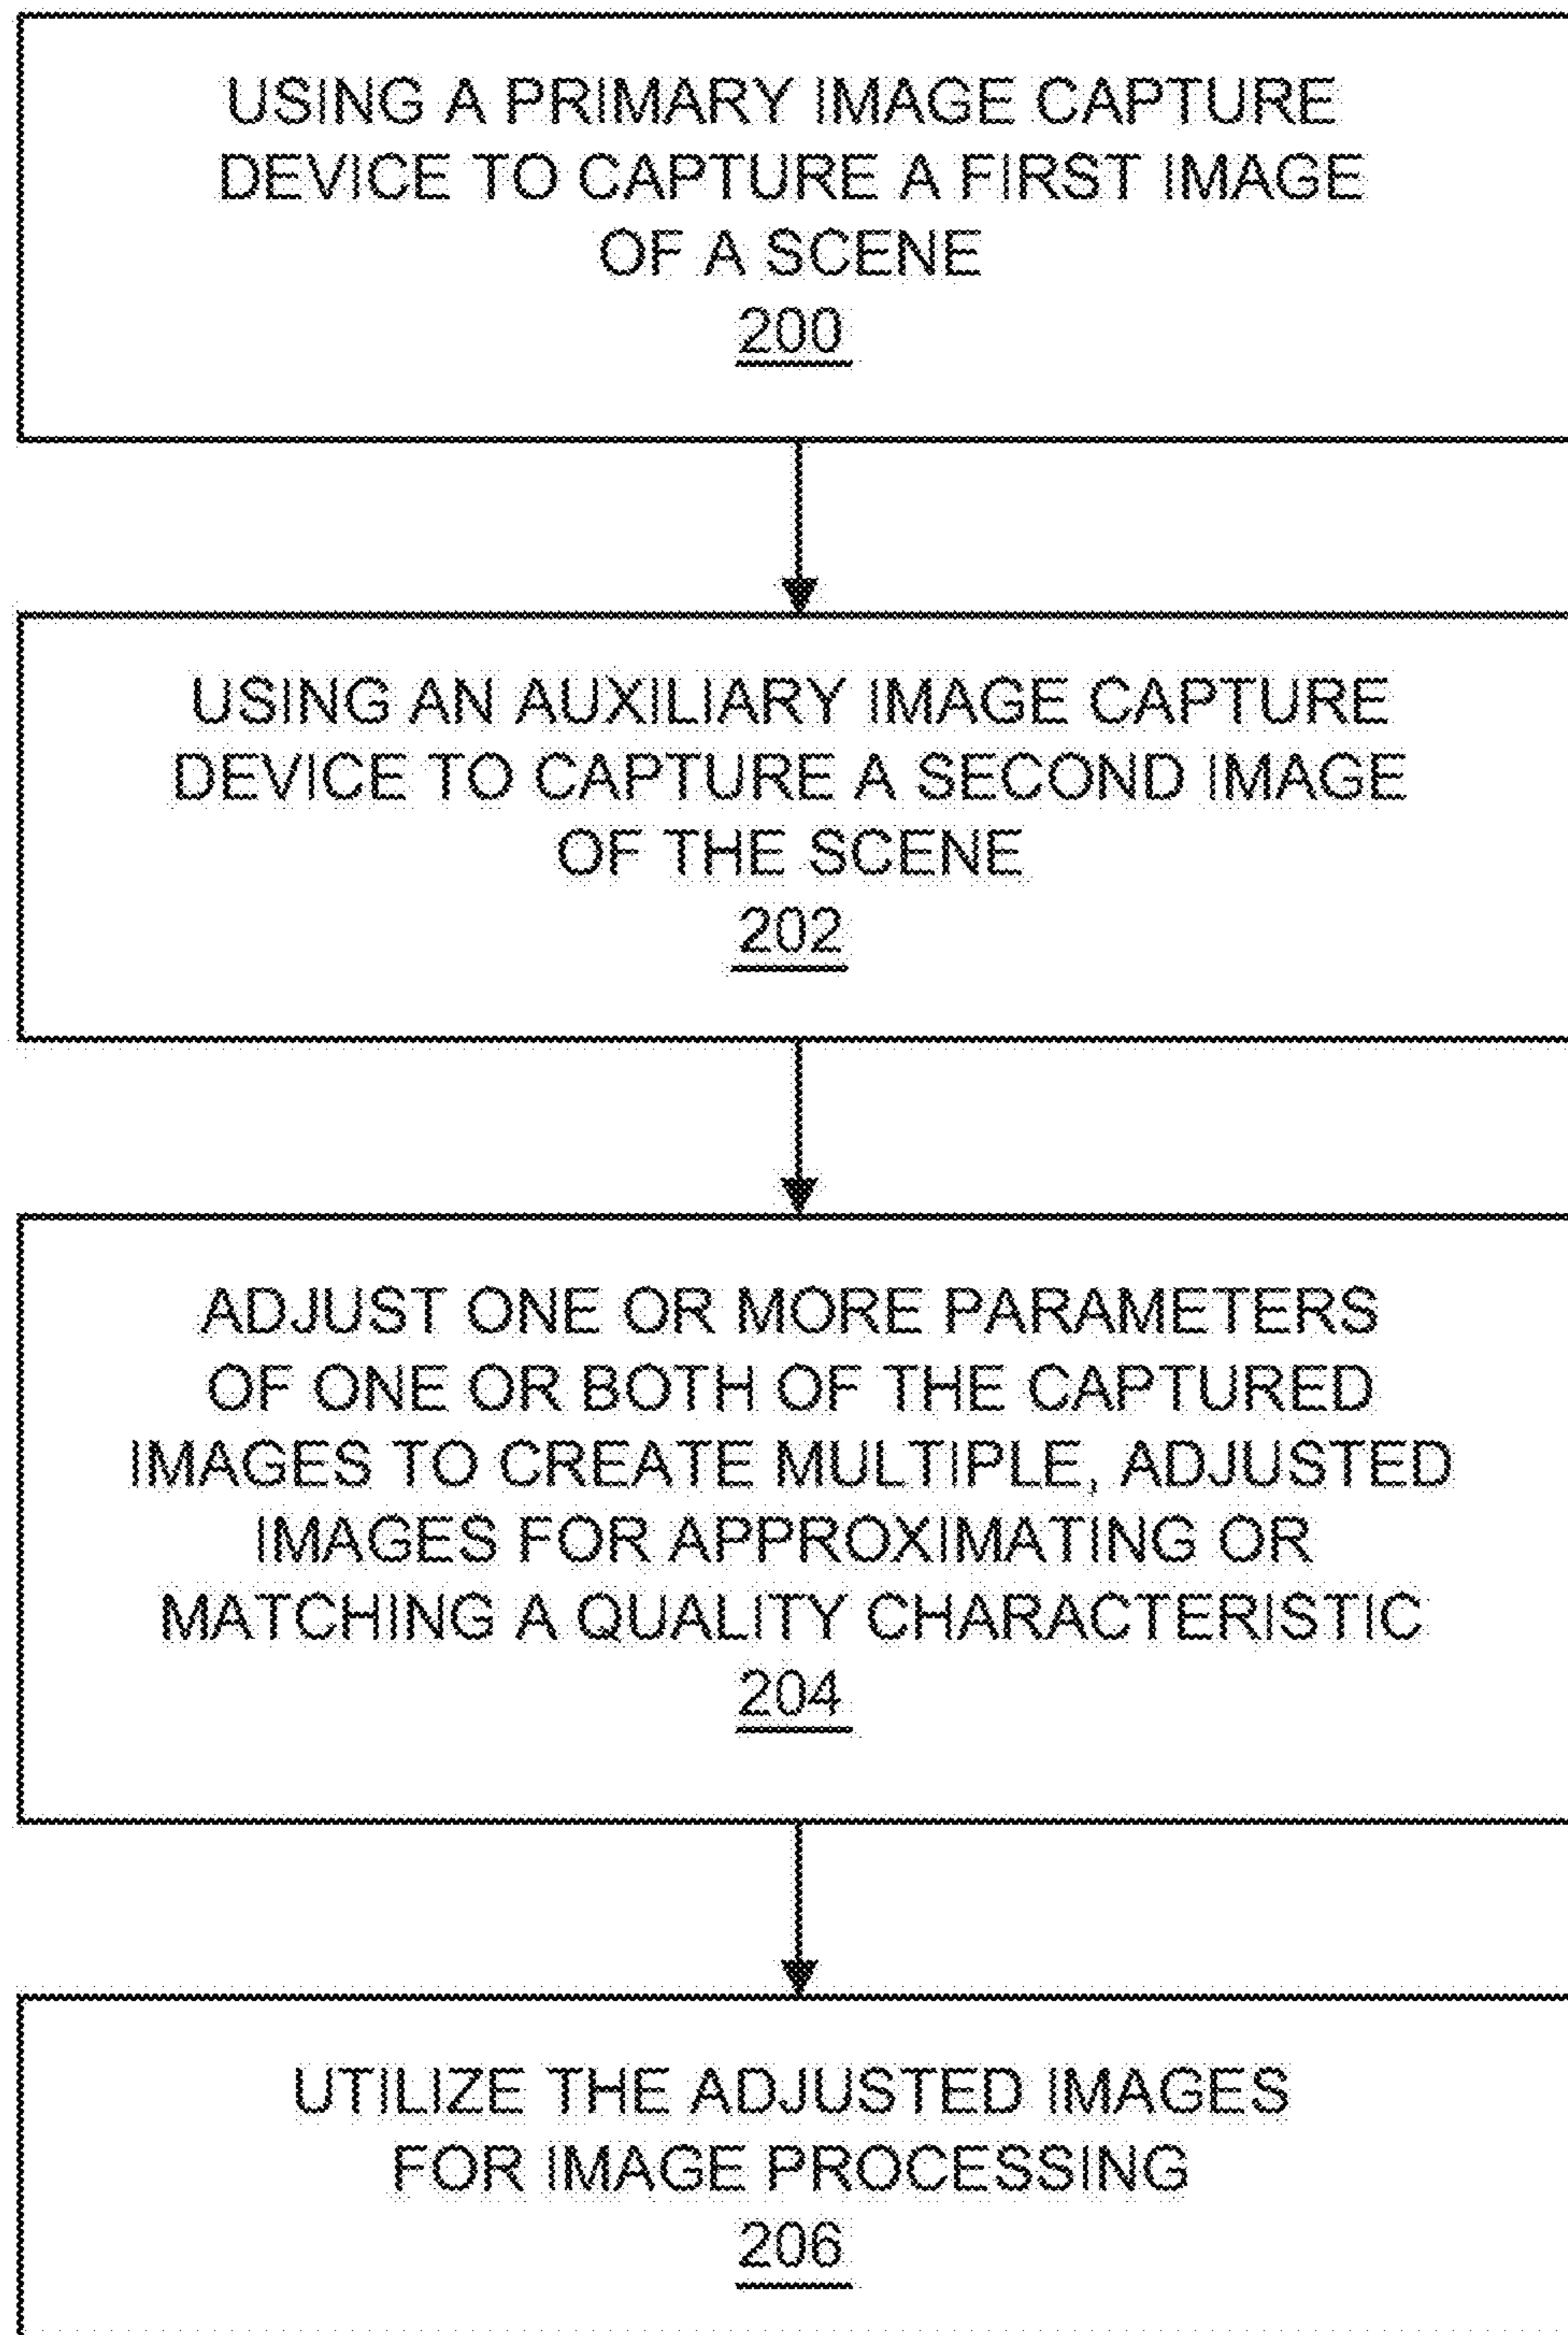 USING A PRIMARY IMAGE CAPTURE
DEVICE TO CAPTURE A FIRST IMAGE
OF A SCENE
200
USING AN AUXILIARY IMAGE CAPTURE
DEVICE TO CAPTURE A SECOND IMAGE
OF THE SCENE
202
ADJUST ONE OR MORE PARAMETERS
OF ONE OR BOTH OF THE CAPTURED
IMAGES TO CREATE MULTIPLE, ADJUSTED
IMAGES FOR APPROXIMATING OR
MATCHING A QUALITY CHARACTERISTIC
204
UTILIZE THE ADJUSTED IMAGES
FOR IMAGE PROCESSING
206